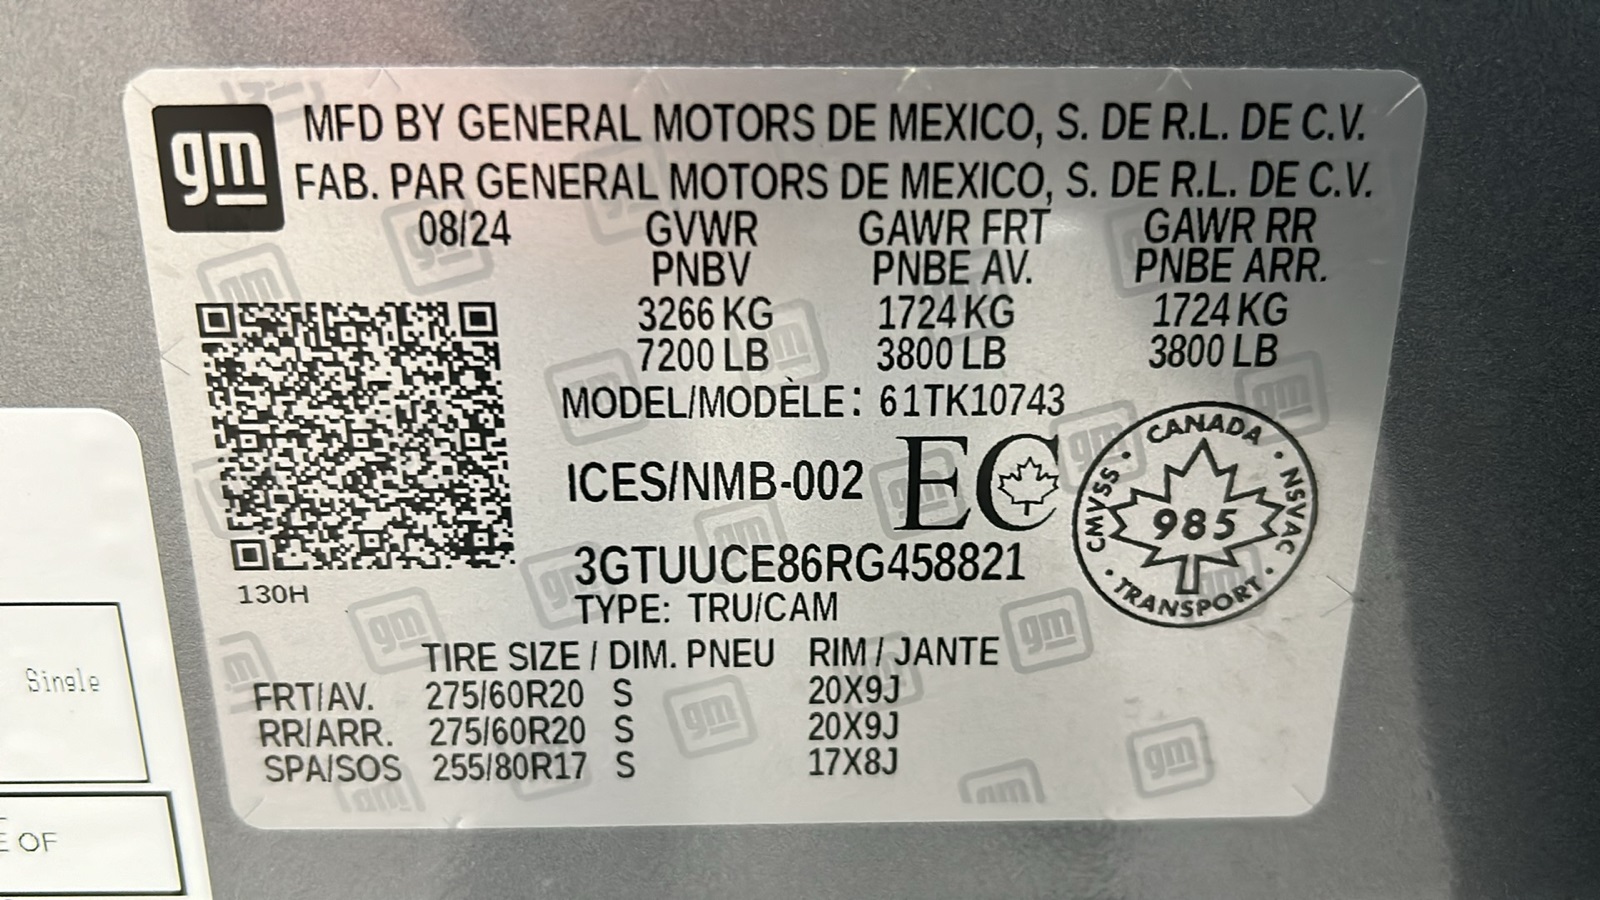 gm
MFD BY GENERAL MOTORS DE MEXICO, S. DE R.L. DE C.V.
FAB. PAR GENERAL MOTORS DE MEXICO, S. DE R.L. DE C.V.
08/24 GVWR GAWR FRT GAWR RR
PNBV PNBE AV. PNBE ARR.
3266 KG 1724 KG 1724 KG
7200 LB 3800 LB 3800 LB
MODEL/MODÈLE: 61TK10743
ICES/NMB-002 EC
CANADA
CMVSS · NSVAC
985
TRANSPORT
3GTUUCE86RG458821
130H
TYPE: TRU/CAM
TIRE SIZE / DIM. PNEU RIM / JANTE
FRT/AV. 275/60R20 S 20X9J
RR/ARR. 275/60R20 S 20X9J
SPA/SOS 255/80R17 S 17X8J
Single
E OF